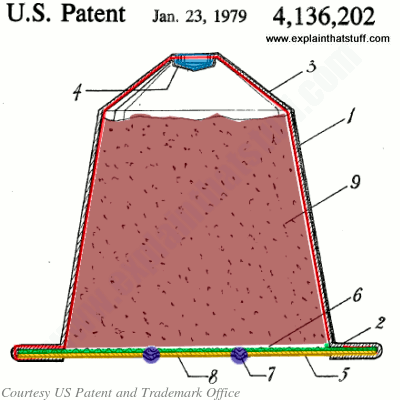 U.S. Patent Jan. 23, 1979 4,136,202
www.explainthatstuff.com
3
4
1
9
6
2
8 7 5
Courtesy US Patent and Trademark Office